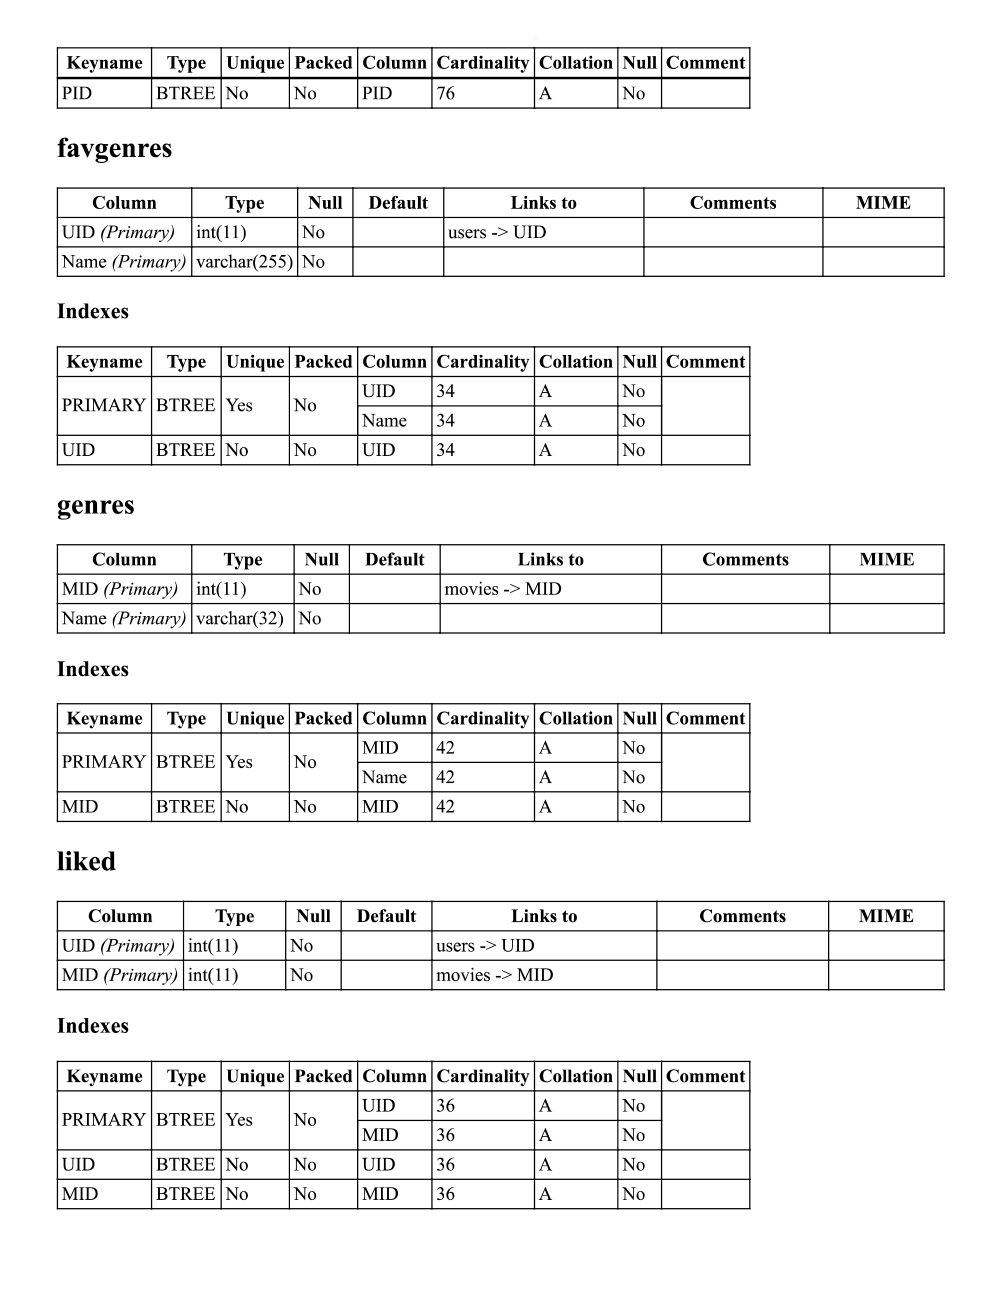 Keyname Type Unique Packed Column Cardinality Collation Null Comment
PID BTREE No No PID 76 A No
favgenres
Column Type Null Default Links to Comments MIME
UID (Primary) int(11) No users -> UID
Name (Primary) varchar(255) No
Indexes
Keyname Type Unique Packed Column Cardinality Collation Null Comment
PRIMARY BTREE Yes No UID 34 A No
Name 34 A No
UID BTREE No No UID 34 A No
genres
Column Type Null Default Links to Comments MIME
MID (Primary) int(11) No movies -> MID
Name (Primary) varchar(32) No
Indexes
Keyname Type Unique Packed Column Cardinality Collation Null Comment
PRIMARY BTREE Yes No MID 42 A No
Name 42 A No
MID BTREE No No MID 42 A No
liked
Column Type Null Default Links to Comments MIME
UID (Primary) int(11) No users -> UID
MID (Primary) int(11) No movies -> MID
Indexes
Keyname Type Unique Packed Column Cardinality Collation Null Comment
PRIMARY BTREE Yes No UID 36 A No
MID 36 A No
UID BTREE No No UID 36 A No
MID BTREE No No MID 36 A No